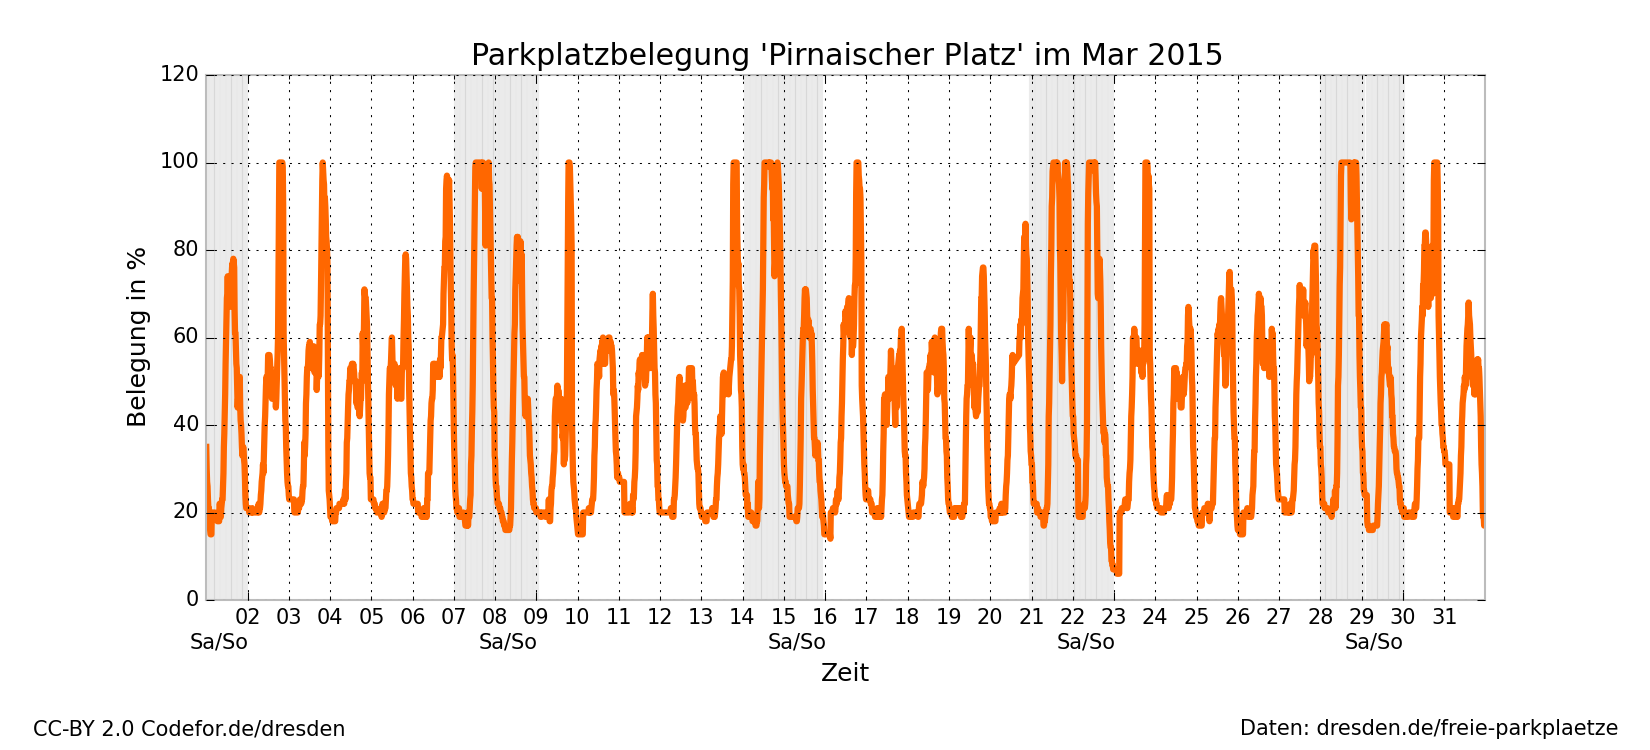 Parkplatzbelegung 'Pirnaischer Platz' im Mar 2015
120
100
80
60
40
20
0
Belegung in %
02 03 04 05 06 07 08 09 10 11 12 13 14 15 16 17 18 19 20 21 22 23 24 25 26 27 28 29 30 31
Sa/So Sa/So Sa/So Sa/So Sa/So
Zeit
CC-BY 2.0 Codefor.de/dresden
Daten: dresden.de/freie-parkplaetze